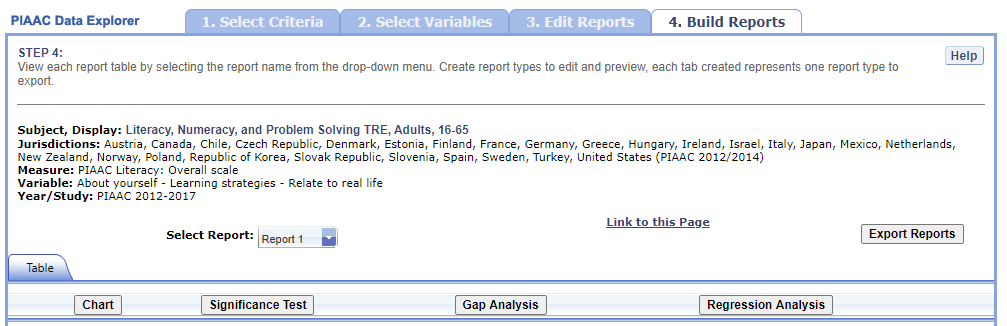 PIAAC Data Explorer
1. Select Criteria
2. Select Variables
3. Edit Reports
4. Build Reports
STEP 4:
Help
View each report table by selecting the report name from the drop-down menu. Create report types to edit and preview, each tab created represents one report type to
export.
Subject, Display: Literacy, Numeracy, and Problem Solving TRE, Adults, 16-65
Jurisdictions: Austria, Canada, Chile, Czech Republic, Denmark, Estonia, Finland, France, Germany, Greece, Hungary, Ireland, Israel, Italy, Japan, Mexico, Netherlands,
New Zealand, Norway, Poland, Republic of Korea, Slovak Republic, Slovenia, Spain, Sweden, Turkey, United States (PIAAC 2012/2014)
Measure: PIAAC Literacy: Overall scale
Variable: About yourself - Learning strategies - Relate to real life
Year/Study: PIAAC 2012-2017
Link to this Page
Select Report: Report 1
Export Reports
Table
Chart
Significance Test
Gap Analysis
Regression Analysis